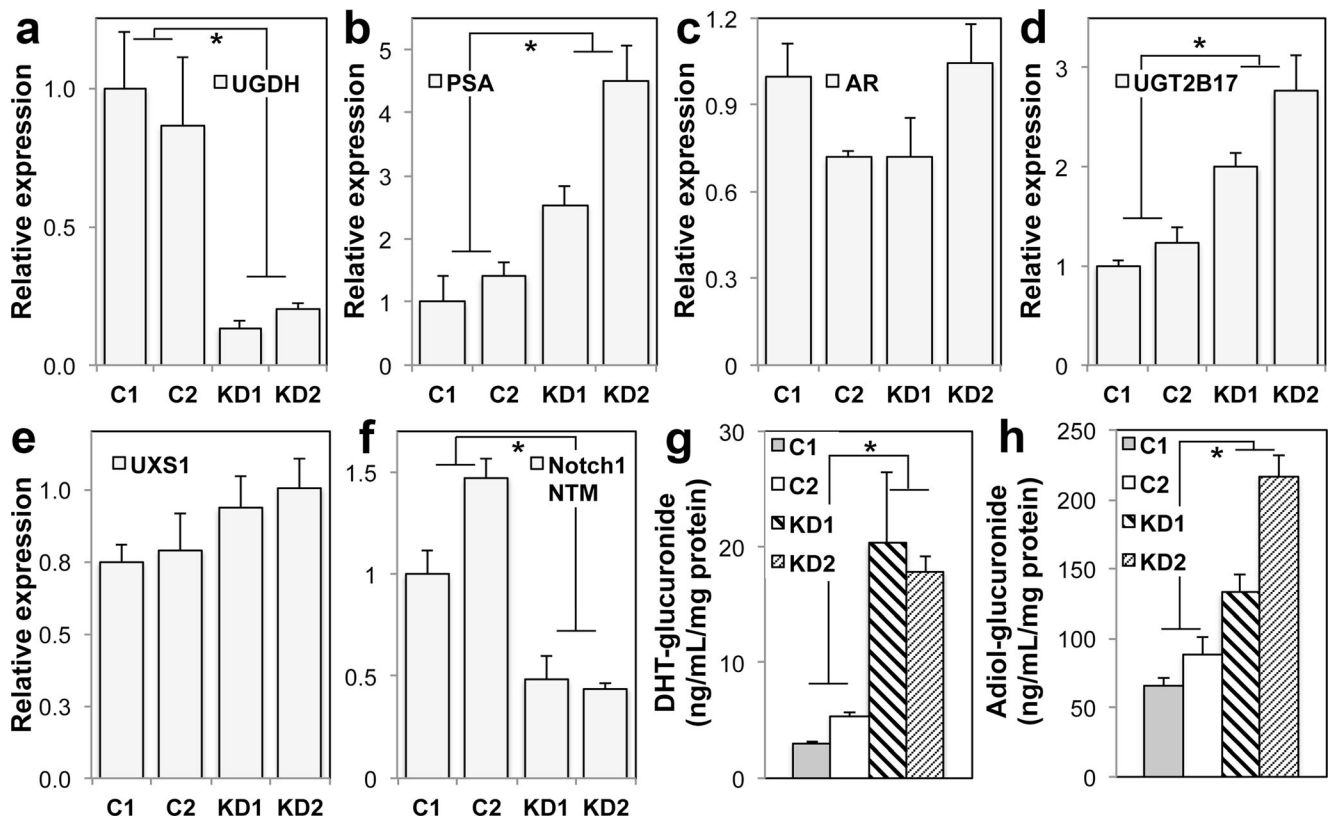 a
Relative expression
1.0
0.5
0.0
*
UGDH
C1 C2 KD1 KD2
b
Relative expression
5
4
3
2
1
0
*
PSA
C1 C2 KD1 KD2
c
Relative expression
1.2
0.9
0.6
0.3
0
AR
C1 C2 KD1 KD2
d
Relative expression
3
2
1
0
*
UGT2B17
C1 C2 KD1 KD2
e
Relative expression
1.0
0.8
0.5
0.3
0.0
UXS1
C1 C2 KD1 KD2
f
1.5
1
0.5
0
*
Notch1
NTM
C1 C2 KD1 KD2
g
DHT-glucuronide
(ng/mL/mg protein)
30
20
10
0
C1
C2
KD1
KD2
*
h
Adiol-glucuronide
(ng/mL/mg protein)
250
200
150
100
50
0
C1
C2
KD1
KD2
*